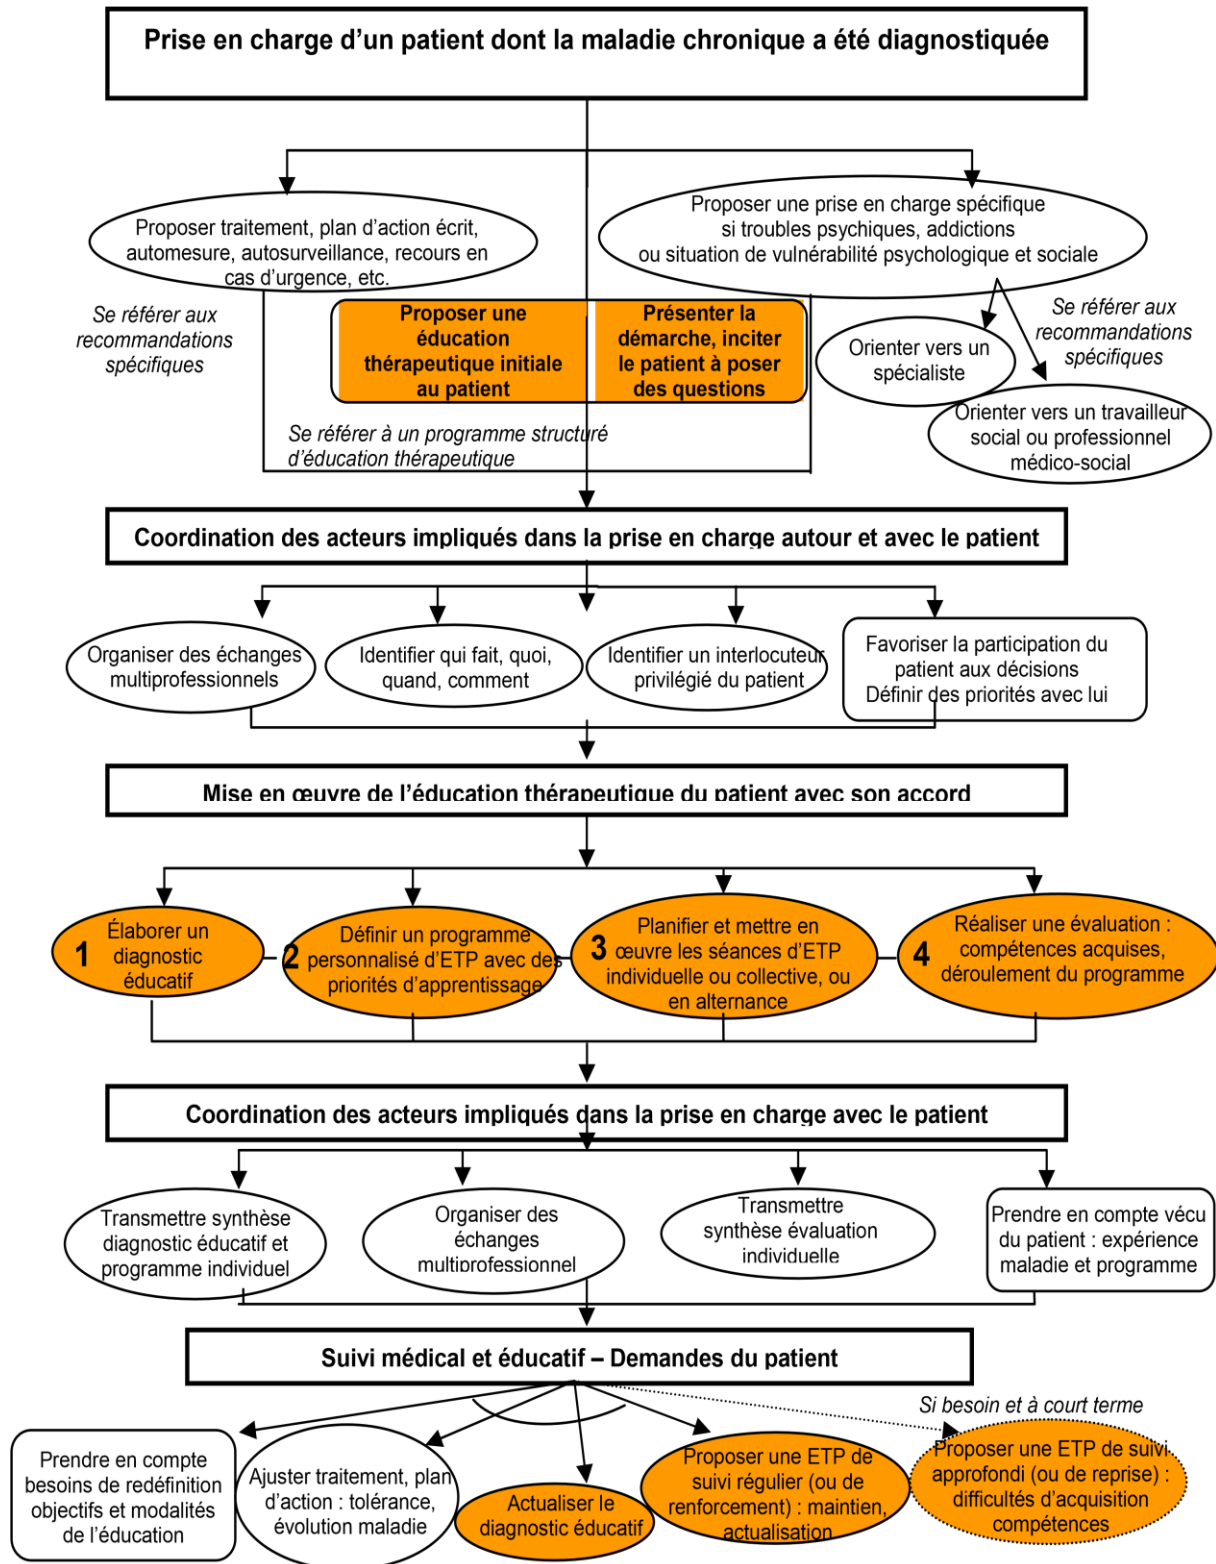 Prise en charge d’un patient dont la maladie chronique a été diagnostiquée
Proposer traitement, plan d’action écrit,
automesure, autosurveillance, recours en
cas d’urgence, etc.
Proposer une prise en charge spécifique
si troubles psychiques, addictions
ou situation de vulnérabilité psychologique et sociale
Se référer aux
recommandations
spécifiques
Proposer une
éducation
thérapeutique initiale
au patient
Présenter la
démarche, inciter
le patient à poser
des questions
Se référer aux
recommandations
spécifiques
Orienter vers un
spécialiste
Orienter vers un travailleur
social ou professionnel
médico-social
Se référer à un programme structuré
d’éducation thérapeutique
Coordination des acteurs impliqués dans la prise en charge autour et avec le patient
Organiser des échanges
multiprofessionnels
Identifier qui fait, quoi,
quand, comment
Identifier un interlocuteur
privilégié du patient
Favoriser la participation du
patient aux décisions
Définir des priorités avec lui
Mise en œuvre de l’éducation thérapeutique du patient avec son accord
1
Élaborer un
diagnostic
éducatif
2
Définir un programme
personnalisé d’ETP avec des
priorités d’apprentissage
3
Planifier et mettre en
œuvre les séances d’ETP
individuelle ou collective, ou
en alternance
4
Réaliser une évaluation :
compétences acquises,
déroulement du programme
Coordination des acteurs impliqués dans la prise en charge avec le patient
Transmettre synthèse
diagnostic éducatif et
programme individuel
Organiser des
échanges
multiprofessionnel
Transmettre
synthèse évaluation
individuelle
Prendre en compte vécu
du patient : expérience
maladie et programme
Suivi médical et éducatif – Demandes du patient
Si besoin et à court terme
Prendre en compte
besoins de redéfinition
objectifs et modalités
de l’éducation
Ajuster traitement, plan
d’action : tolérance,
évolution maladie
Actualiser le
diagnostic éducatif
Proposer une ETP de
suivi régulier (ou de
renforcement) : maintien,
actualisation
Proposer une ETP de suivi
approfondi (ou de reprise) :
difficultés d’acquisition
compétences